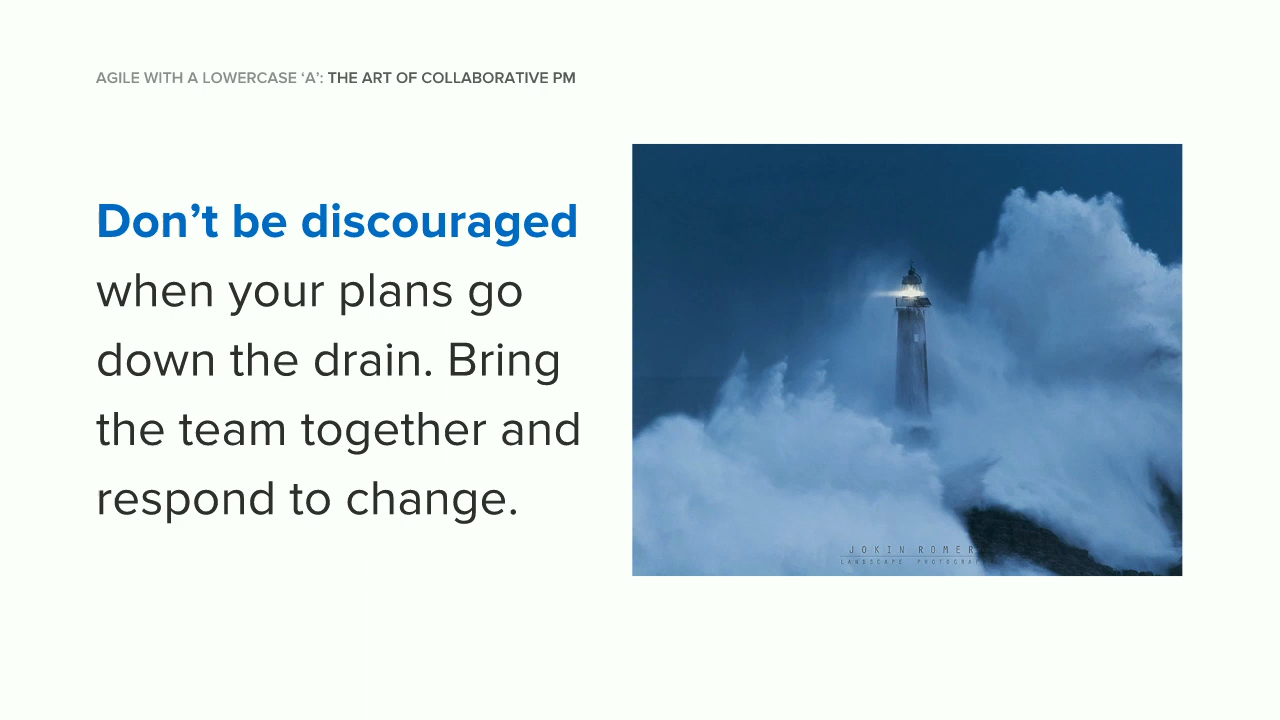 AGILE WITH A LOWERCASE ‘A’: THE ART OF COLLABORATIVE PM
Don’t be discouraged
when your plans go
down the drain. Bring
the team together and
respond to change.
JOKIN ROMER
LANDSCAPE